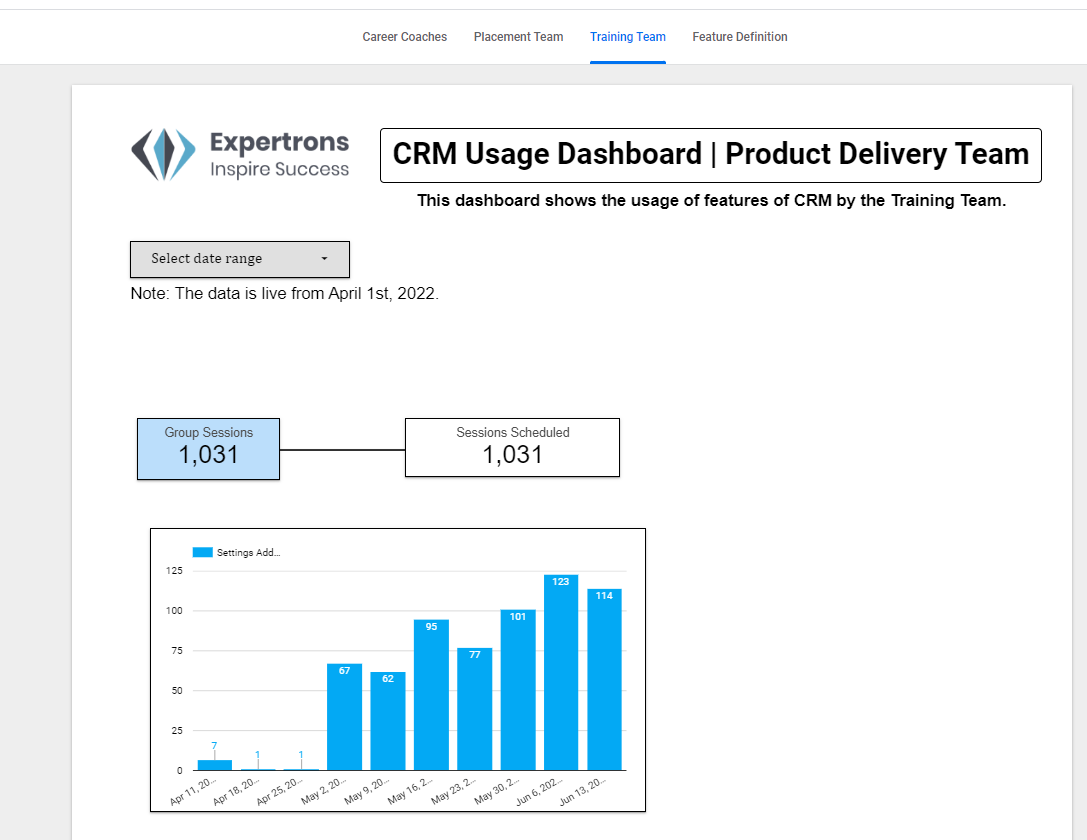 Career Coaches Placement Team Training Team Feature Definition
Expertrons
Inspire Success
CRM Usage Dashboard | Product Delivery Team
This dashboard shows the usage of features of CRM by the Training Team.
Select date range
Note: The data is live from April 1st, 2022.
Group Sessions
1,031
Sessions Scheduled
1,031
Settings Add...
125
100
75
50
25
0
7
1
1
67
62
95
77
101
123
114
Apr 11, 20...
Apr 18, 20...
Apr 25, 20...
May 2, 20...
May 9, 20...
May 16, 2...
May 23, 2...
May 30, 2...
Jun 6, 202...
Jun 13, 20...